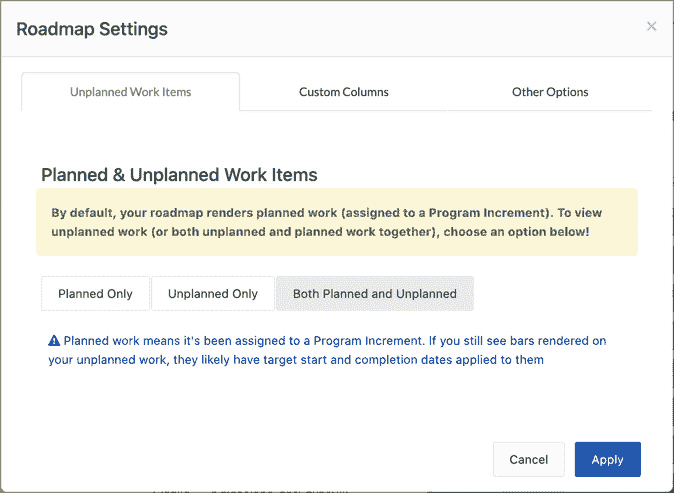 Roadmap Settings
×
Unplanned Work Items
Custom Columns
Other Options
Planned & Unplanned Work Items
By default, your roadmap renders planned work (assigned to a Program Increment). To view
unplanned work (or both unplanned and planned work together), choose an option below!
Planned Only
Unplanned Only
Both Planned and Unplanned
Planned work means it's been assigned to a Program Increment. If you still see bars rendered on
your unplanned work, they likely have target start and completion dates applied to them
Cancel
Apply